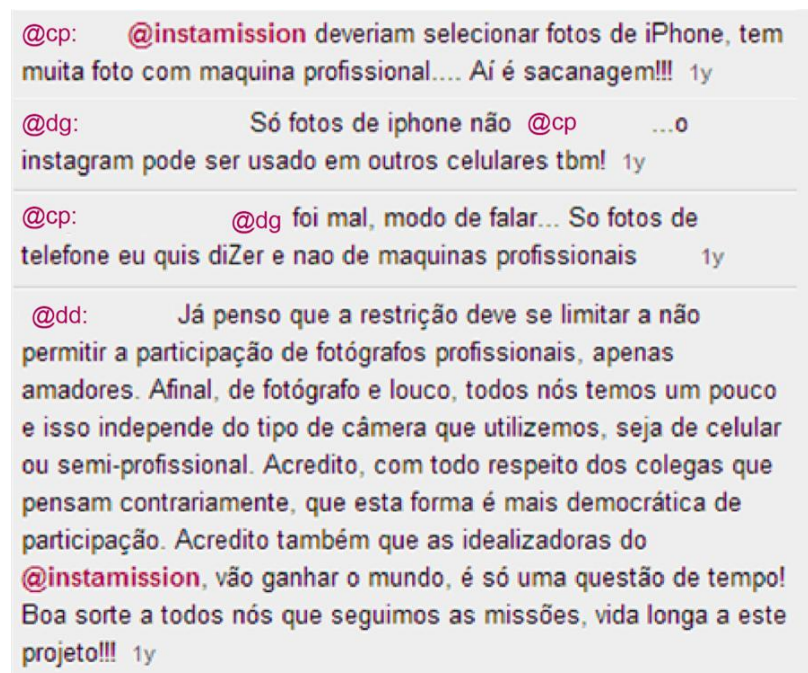 @cp: @instamission deveriam selecionar fotos de iPhone, tem
muita foto com maquina profissional.... Aí é sacanagem!!! 1y
@dg: Só fotos de iphone não @cp ...o
instagram pode ser usado em outros celulares tbm! 1y
@cp: @dg foi mal, modo de falar... So fotos de
telefone eu quis diZer e nao de maquinas profissionais 1y
@dd: Já penso que a restrição deve se limitar a não
permitir a participação de fotógrafos profissionais, apenas
amadores. Afinal, de fotógrafo e louco, todos nós temos um pouco
e isso independe do tipo de câmera que utilizemos, seja de celular
ou semi-profissional. Acredito, com todo respeito dos colegas que
pensam contrariamente, que esta forma é mais democrática de
participação. Acredito também que as idealizadoras do
@instamission, vão ganhar o mundo, é só uma questão de tempo!
Boa sorte a todos nós que seguimos as missões, vida longa a este
projeto!!! 1y